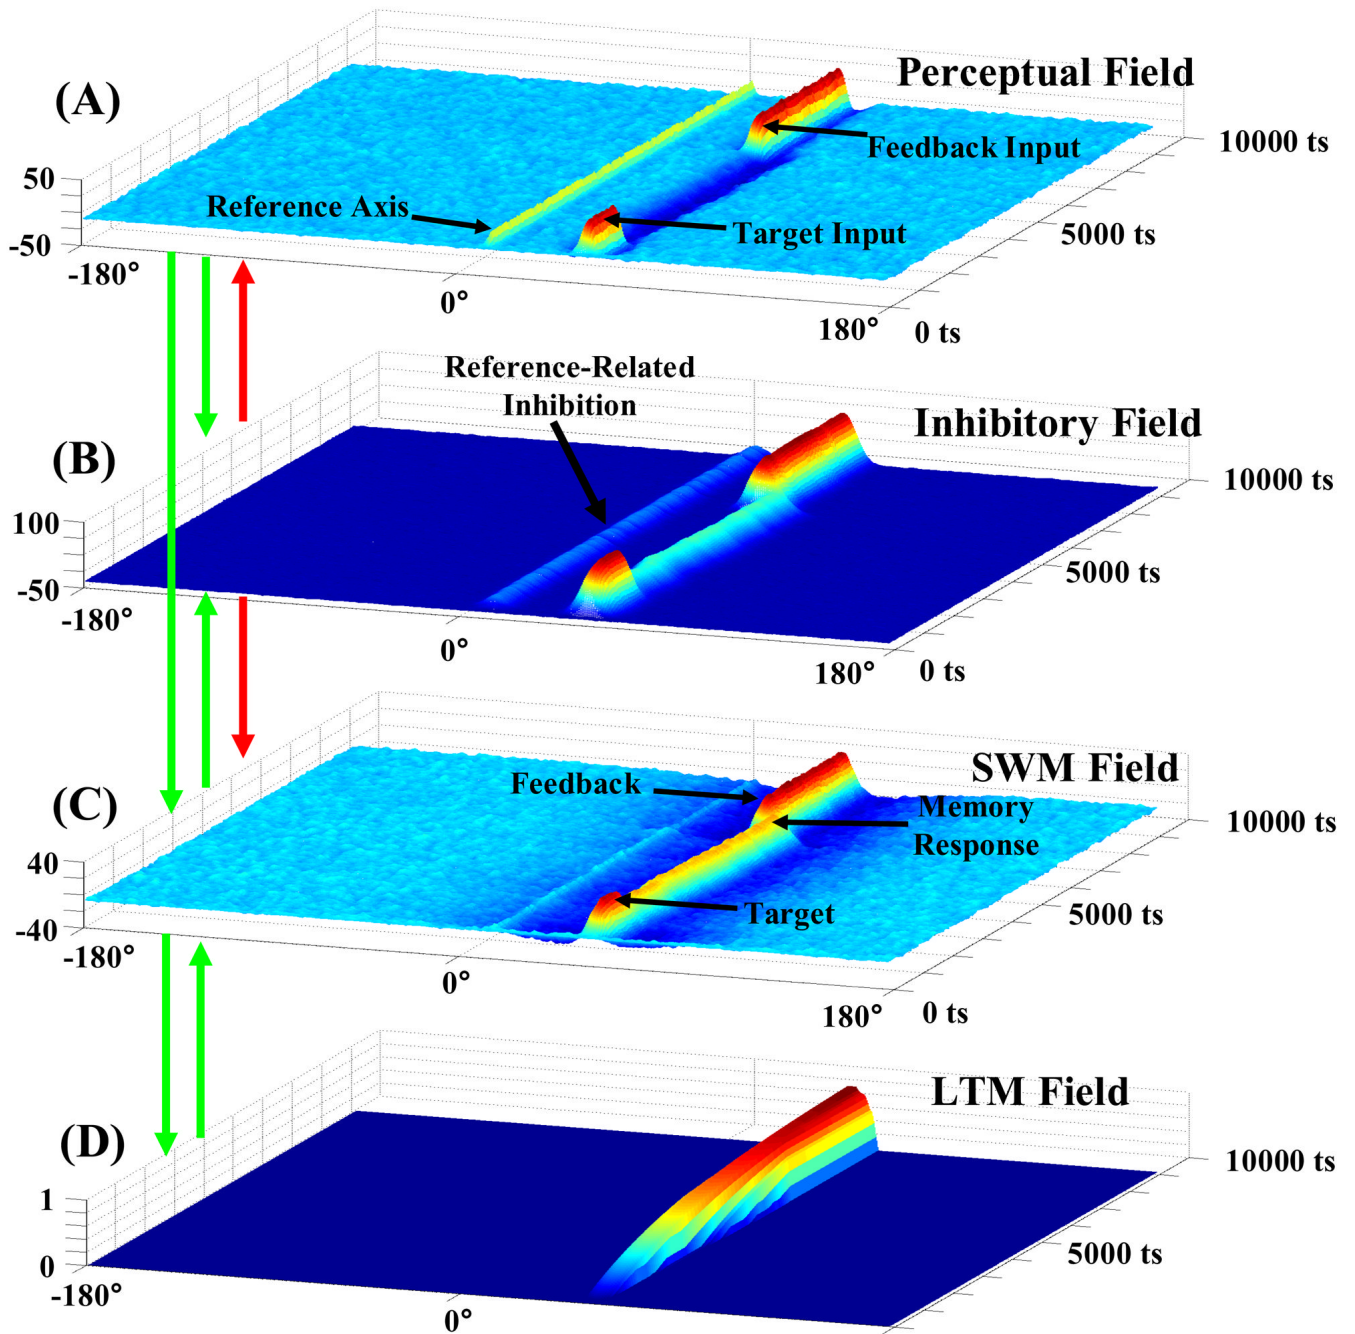 (A)
Perceptual Field
Feedback Input
Reference Axis
Target Input
50
-50
-180°
0°
180°
0 ts
5000 ts
10000 ts
(B)
Reference-Related
Inhibition
Inhibitory Field
100
-50
-180°
0°
180°
0 ts
5000 ts
10000 ts
(C)
SWM Field
Feedback
Memory
Response
Target
40
-40
-180°
0°
180°
0 ts
5000 ts
10000 ts
(D)
LTM Field
1
0
-180°
0°
5000 ts
10000 ts